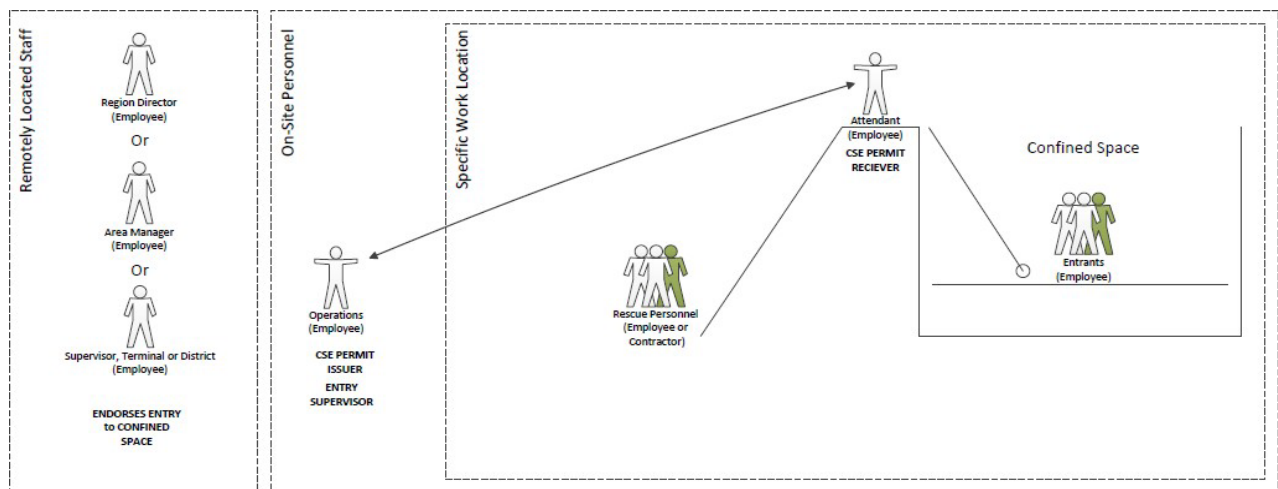 Remotely Located Staff
Region Director
(Employee)
Or
Area Manager
(Employee)
Or
Supervisor, Terminal or District
(Employee)
ENDORSES ENTRY
to CONFINED
SPACE
On-Site Personnel
Operations
(Employee)
CSE PERMIT
ISSUER
ENTRY
SUPERVISOR
Specific Work Location
Rescue Personnel
(Employee or
Contractor)
Attendant
(Employee)
CSE PERMIT
RECIEVER
Confined Space
Entrants
(Employee)